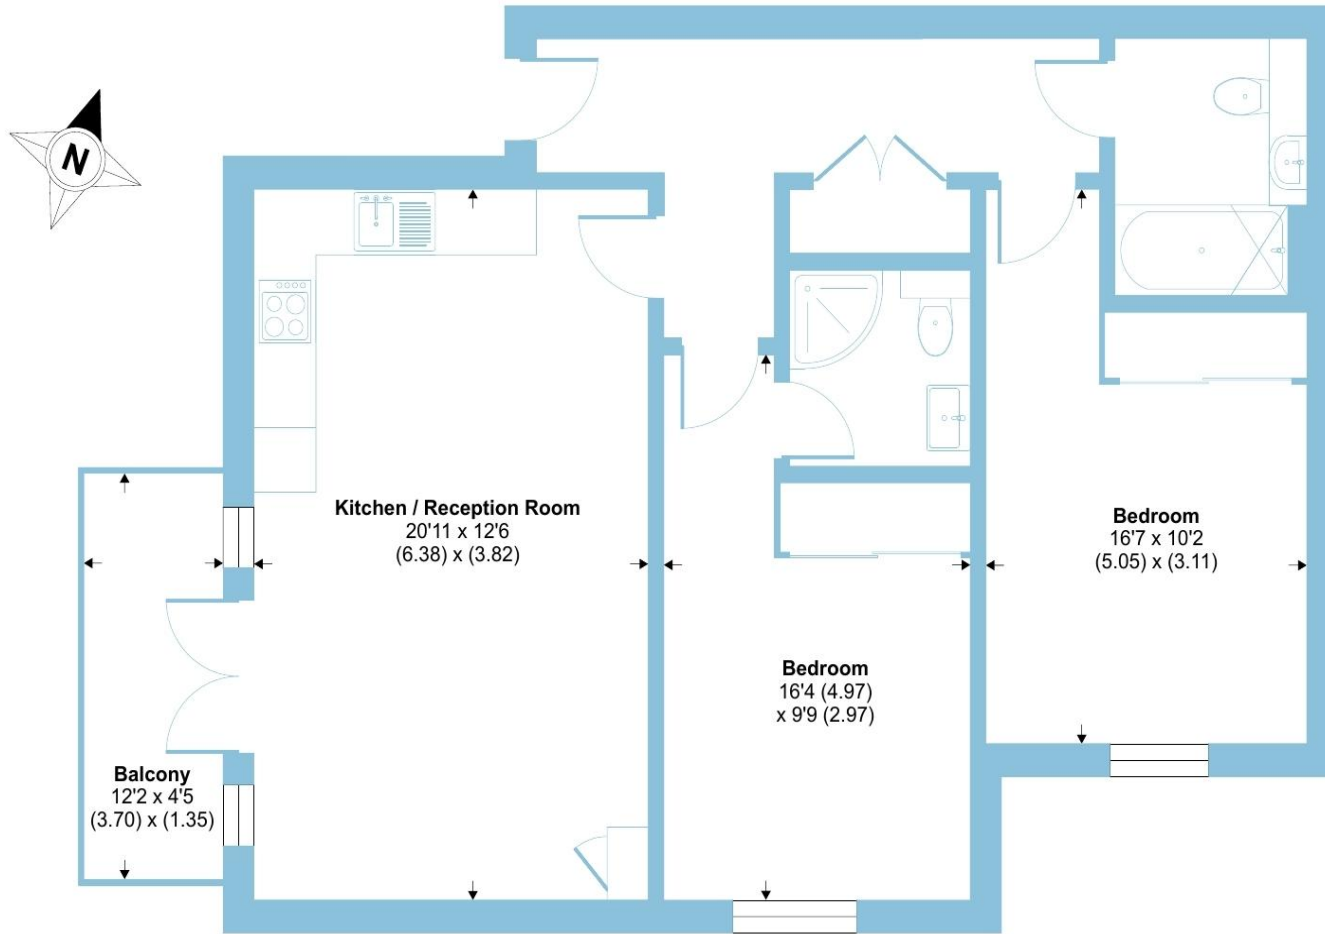 N
Kitchen / Reception Room
20'11 x 12'6
(6.38) x (3.82)
Bedroom
16'7 x 10'2
(5.05) x (3.11)
Bedroom
16'4 (4.97)
x 9'9 (2.97)
Balcony
12'2 x 4'5
(3.70) x (1.35)